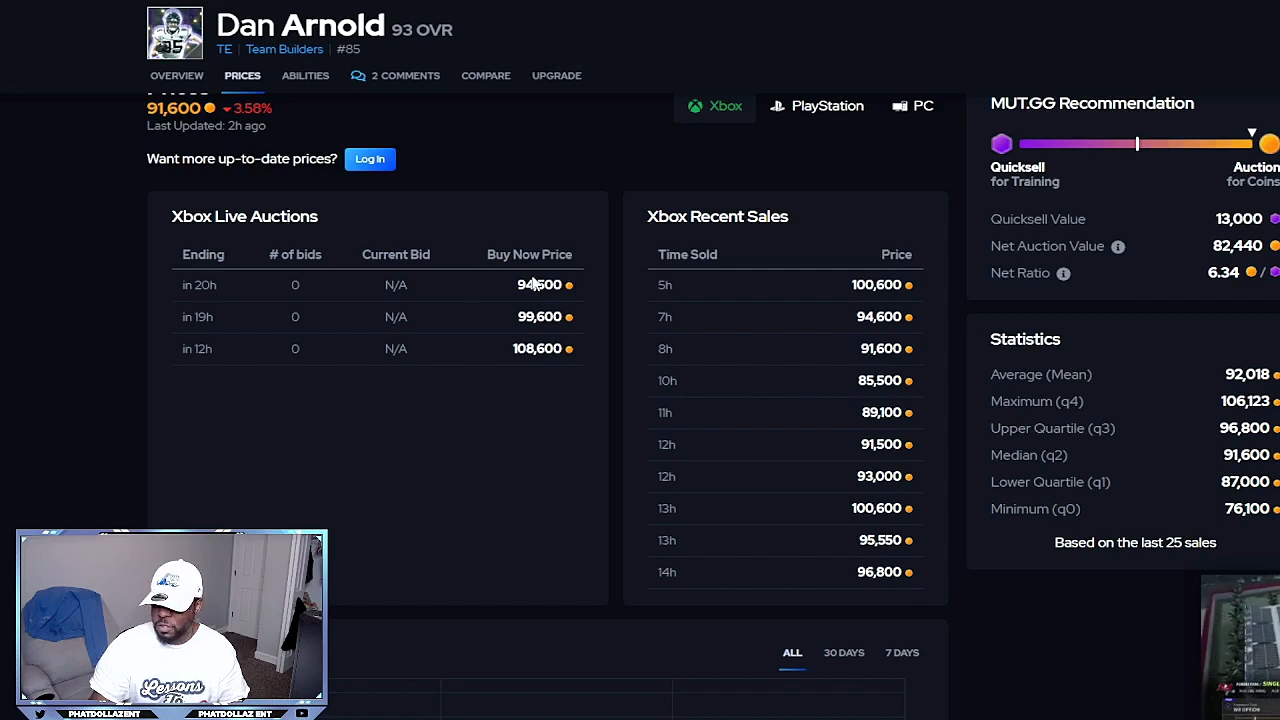 Dan Arnold 93 OVR
TE | Team Builders | #85
OVERVIEW PRICES ABILITIES 2 COMMENTS COMPARE UPGRADE
91,600 3.58%
Last Updated: 2h ago
Xbox PlayStation PC
Want more up-to-date prices? Log In
Xbox Live Auctions
Ending # of bids Current Bid Buy Now Price
in 20h 0 N/A 94,500
in 19h 0 N/A 99,600
in 12h 0 N/A 108,600
Xbox Recent Sales
Time Sold Price
5h 100,600
7h 94,600
8h 91,600
10h 85,500
11h 89,100
12h 91,500
12h 93,000
13h 100,600
13h 95,550
14h 96,800
MUT.GG Recommendation
Quicksell Auction
for Training for Coins
Quicksell Value 13,000
Net Auction Value 82,440
Net Ratio 6.34 /
Statistics
Average (Mean) 92,018
Maximum (q4) 106,123
Upper Quartile (q3) 96,800
Median (q2) 91,600
Lower Quartile (q1) 87,000
Minimum (q0) 76,100
Based on the last 25 sales
ALL 30 DAYS 7 DAYS
Lessons
PHATDOLLAZENT PHATDOLLAZ ENT